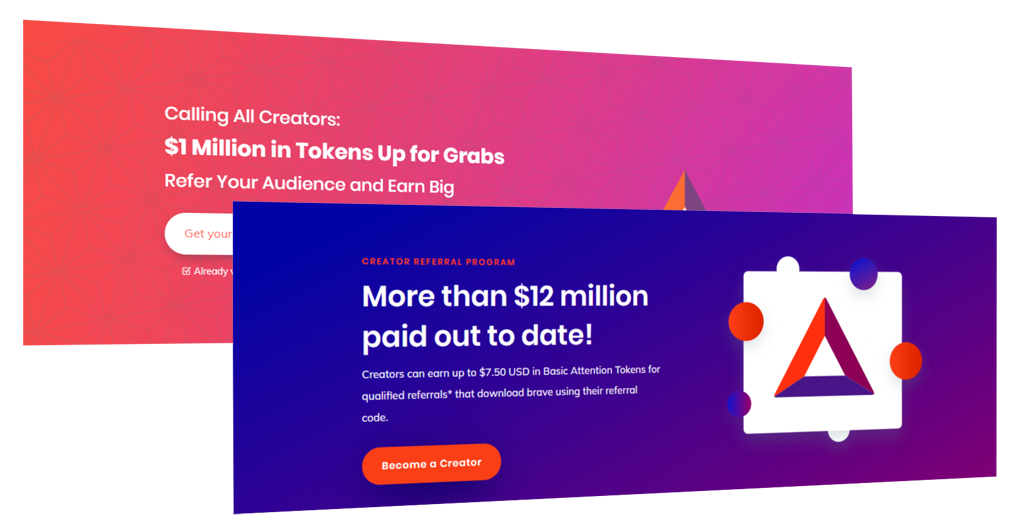 Calling All Creators:
$1 Million in Tokens Up for Grabs
Refer Your Audience and Earn Big
Get your
Already
CREATOR REFERRAL PROGRAM
More than $12 million
paid out to date!
Creators can earn up to $7.50 USD in Basic Attention Tokens for
qualified referrals* that download brave using their referral
code.
Become a Creator